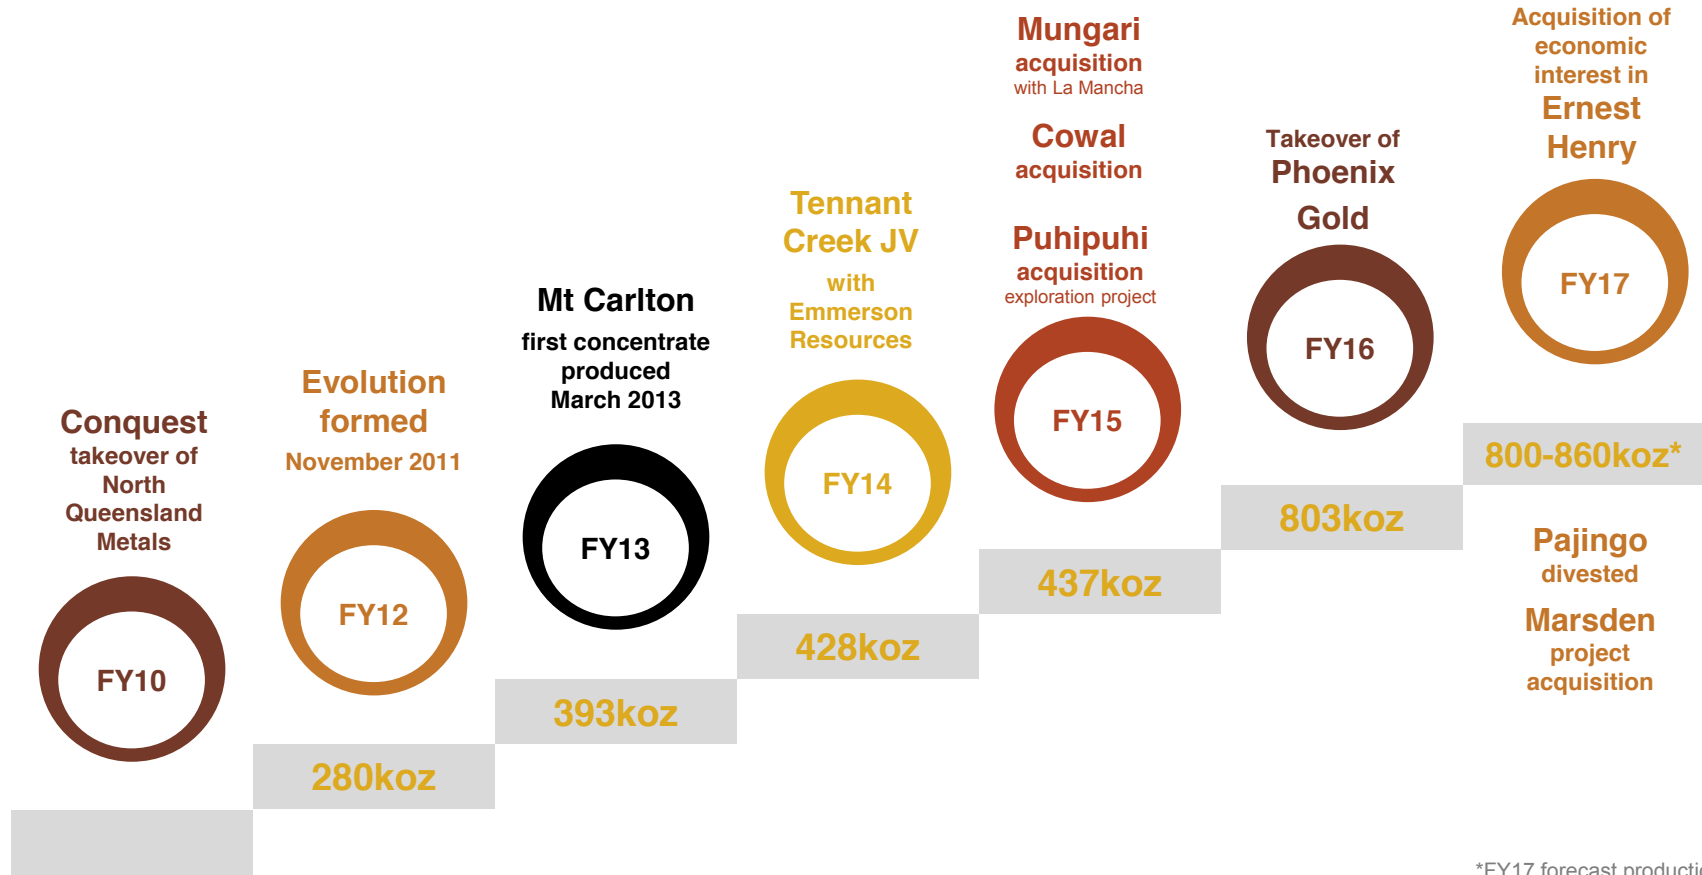 Conquest
takeover of
North
Queensland
Metals
FY10
Evolution
formed
November 2011
FY12
280koz
Mt Carlton
first concentrate
produced
March 2013
FY13
393koz
Tennant
Creek JV
with
Emmerson
Resources
FY14
428koz
Mungari
acquisition
with La Mancha
Cowal
acquisition
Puhipuhi
acquisition
exploration project
FY15
437koz
Takeover of
Phoenix
Gold
FY16
803koz
Acquisition of
economic
interest in
Ernest
Henry
FY17
800-860koz*
Pajingo
divested
Marsden
project
acquisition
*FY17 forecast